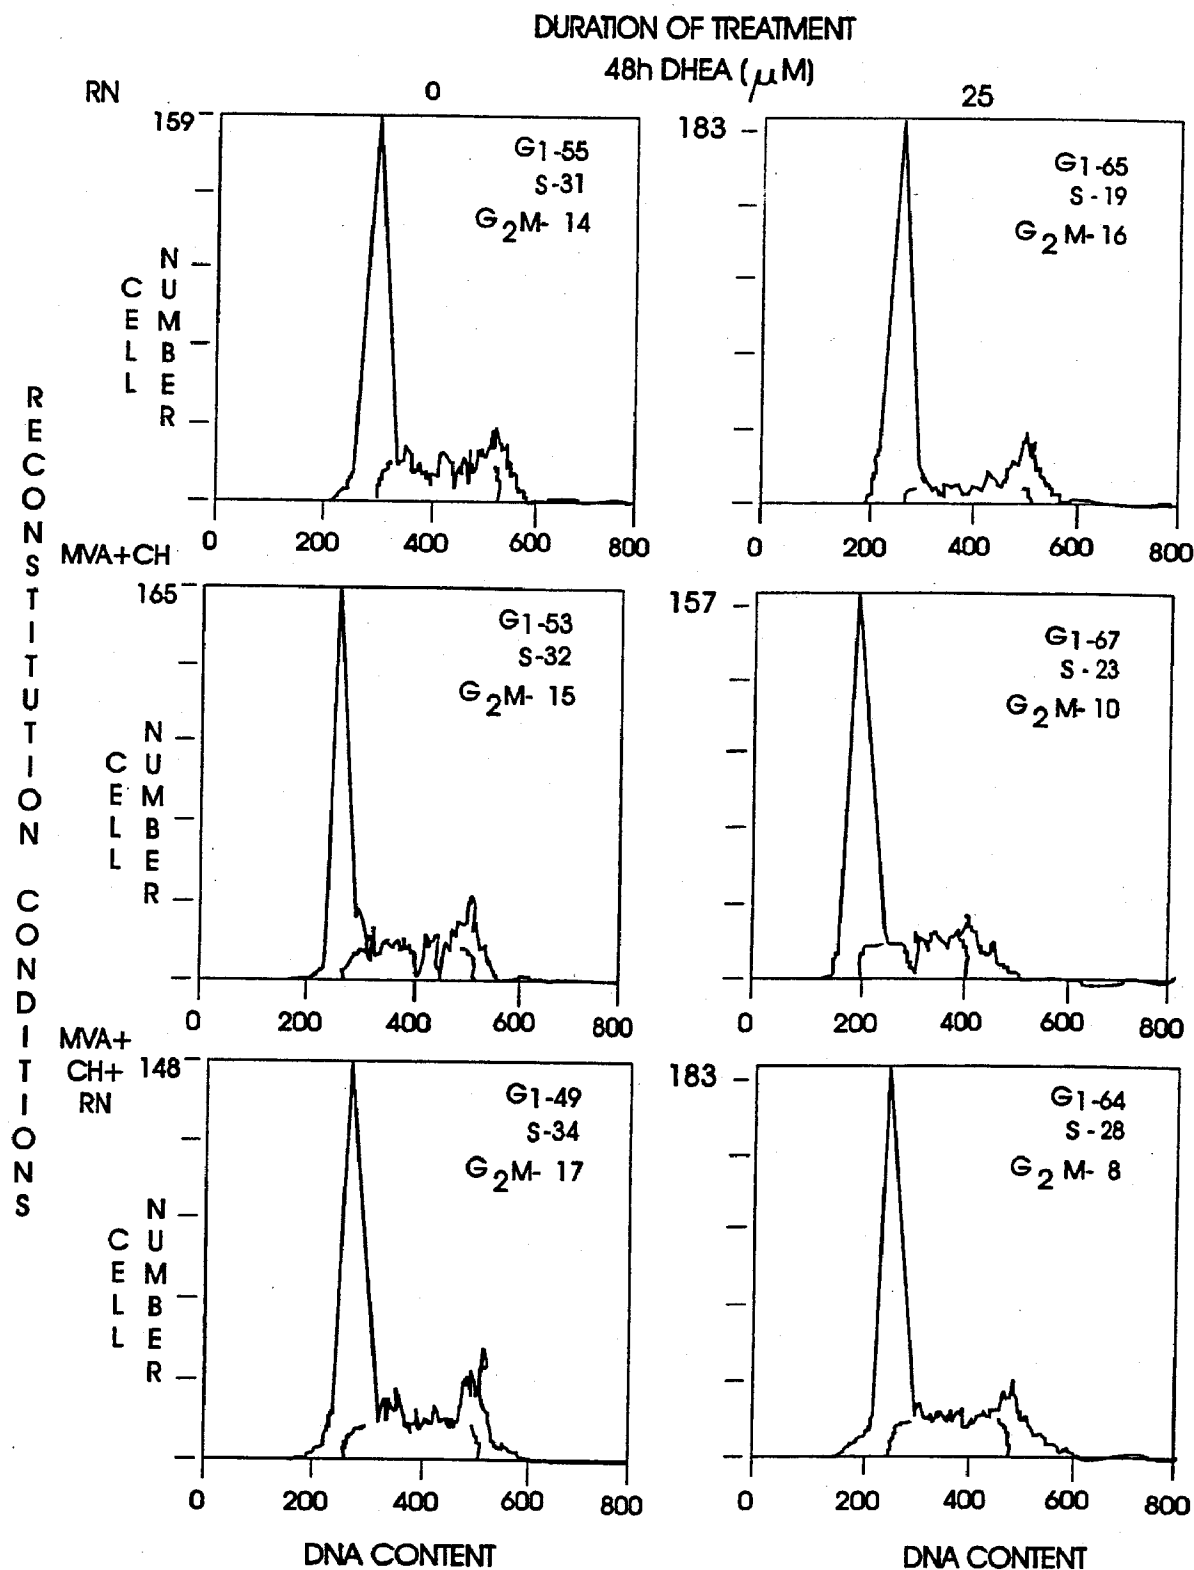 DURATION OF TREATMENT
48h DHEA (μM)
RN
0
25
RECONSTITUTION CONDITIONS
159
CELL NUMBER
G1-55
S-31
G2M- 14
0 200 400 600 800
183
G1-65
S - 19
G2 M- 16
0 200 400 600 800
MVA+CH
165
CELL NUMBER
G1-53
S-32
G2M- 15
0 200 400 600 800
157
G1-67
S - 23
G2 M- 10
0 200 400 600 800
MVA+
CH+
RN
148
CELL NUMBER
G1-49
S-34
G2M- 17
0 200 400 600 800
DNA CONTENT
183
G1-64
S - 28
G2 M- 8
0 200 400 600 800
DNA CONTENT